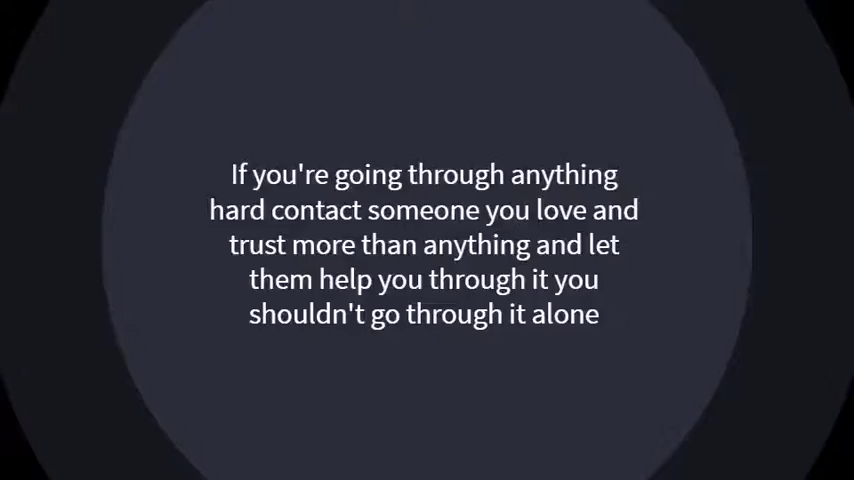 If you're going through anything
hard contact someone you love and
trust more than anything and let
them help you through it you
shouldn't go through it alone